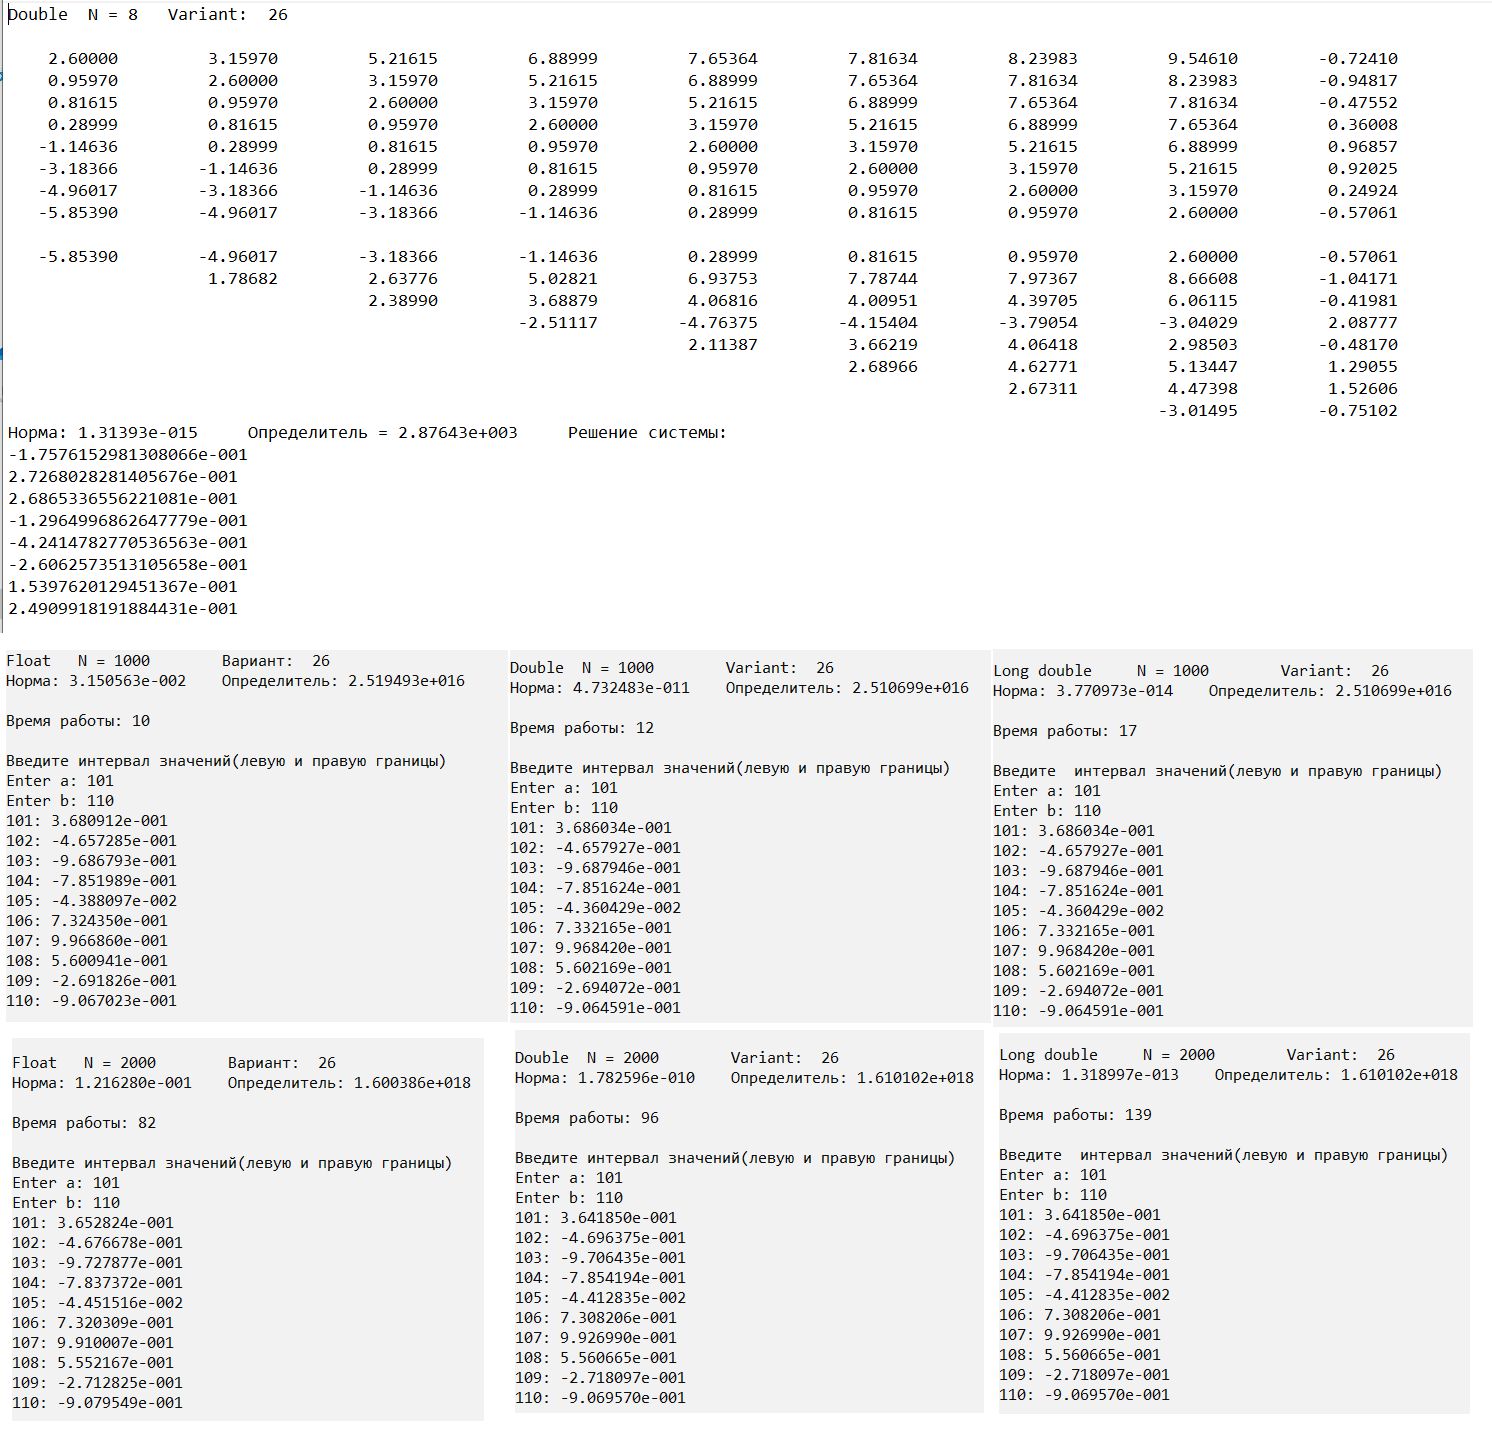 Double  N = 8   Variant:  26
2.60000 3.15970 5.21615 6.88999 7.65364 7.81634 8.23983 9.54610 -0.72410
0.95970 2.60000 3.15970 5.21615 6.88999 7.65364 7.81634 8.23983 -0.94817
0.81615 0.95970 2.60000 3.15970 5.21615 6.88999 7.65364 7.81634 -0.47552
0.28999 0.81615 0.95970 2.60000 3.15970 5.21615 6.88999 7.65364 0.36008
-1.14636 0.28999 0.81615 0.95970 2.60000 3.15970 5.21615 6.88999 0.96857
-3.18366 -1.14636 0.28999 0.81615 0.95970 2.60000 3.15970 5.21615 0.92025
-4.96017 -3.18366 -1.14636 0.28999 0.81615 0.95970 2.60000 3.15970 0.24924
-5.85390 -4.96017 -3.18366 -1.14636 0.28999 0.81615 0.95970 2.60000 -0.57061
-5.85390 -4.96017 -3.18366 -1.14636 0.28999 0.81615 0.95970 2.60000 -0.57061
1.78682 2.63776 5.02821 6.93753 7.78744 7.97367 8.66608 -1.04171
2.38990 3.68879 4.06816 4.00951 4.39705 6.06115 -0.41981
-2.51117 -4.76375 -4.15404 -3.79054 -3.04029 2.08777
2.11387 3.66219 4.06418 2.98503 -0.48170
2.68966 4.62771 5.13447 1.29055
2.67311 4.47398 1.52606
-3.01495 -0.75102
Норма: 1.31393e-015     Определитель = 2.87643e+003     Решение системы:
-1.7576152981308066e-001
2.7268028281405676e-001
2.6865336556221081e-001
-1.2964996862647779e-001
-4.2414782770536563e-001
-2.6062573513105658e-001
1.5397620129451367e-001
2.4909918191884431e-001
Float   N = 1000        Вариант:  26
Норма: 3.150563e-002    Определитель: 2.519493e+016
Время работы: 10
Введите интервал значений(левую и правую границы)
Enter a: 101
Enter b: 110
101: 3.680912e-001
102: -4.657285e-001
103: -9.686793e-001
104: -7.851989e-001
105: -4.388097e-002
106: 7.324350e-001
107: 9.966860e-001
108: 5.600941e-001
109: -2.691826e-001
110: -9.067023e-001
Double  N = 1000        Variant:  26
Норма: 4.732483e-011    Определитель: 2.510699e+016
Время работы: 12
Введите интервал значений(левую и правую границы)
Enter a: 101
Enter b: 110
101: 3.686034e-001
102: -4.657927e-001
103: -9.687946e-001
104: -7.851624e-001
105: -4.360429e-002
106: 7.332165e-001
107: 9.968420e-001
108: 5.602169e-001
109: -2.694072e-001
110: -9.064591e-001
Long double     N = 1000        Variant:  26
Норма: 3.770973e-014    Определитель: 2.510699e+016
Время работы: 17
Введите  интервал значений(левую и правую границы)
Enter a: 101
Enter b: 110
101: 3.686034e-001
102: -4.657927e-001
103: -9.687946e-001
104: -7.851624e-001
105: -4.360429e-002
106: 7.332165e-001
107: 9.968420e-001
108: 5.602169e-001
109: -2.694072e-001
110: -9.064591e-001
Float   N = 2000        Вариант:  26
Норма: 1.216280e-001    Определитель: 1.600386e+018
Время работы: 82
Введите интервал значений(левую и правую границы)
Enter a: 101
Enter b: 110
101: 3.652824e-001
102: -4.676678e-001
103: -9.727877e-001
104: -7.837372e-001
105: -4.451516e-002
106: 7.320309e-001
107: 9.910007e-001
108: 5.552167e-001
109: -2.712825e-001
110: -9.079549e-001
Double  N = 2000        Variant:  26
Норма: 1.782596e-010    Определитель: 1.610102e+018
Время работы: 96
Введите интервал значений(левую и правую границы)
Enter a: 101
Enter b: 110
101: 3.641850e-001
102: -4.696375e-001
103: -9.706435e-001
104: -7.854194e-001
105: -4.412835e-002
106: 7.308206e-001
107: 9.926990e-001
108: 5.560665e-001
109: -2.718097e-001
110: -9.069570e-001
Long double     N = 2000        Variant:  26
Норма: 1.318997e-013    Определитель: 1.610102e+018
Время работы: 139
Введите  интервал значений(левую и правую границы)
Enter a: 101
Enter b: 110
101: 3.641850e-001
102: -4.696375e-001
103: -9.706435e-001
104: -7.854194e-001
105: -4.412835e-002
106: 7.308206e-001
107: 9.926990e-001
108: 5.560665e-001
109: -2.718097e-001
110: -9.069570e-001